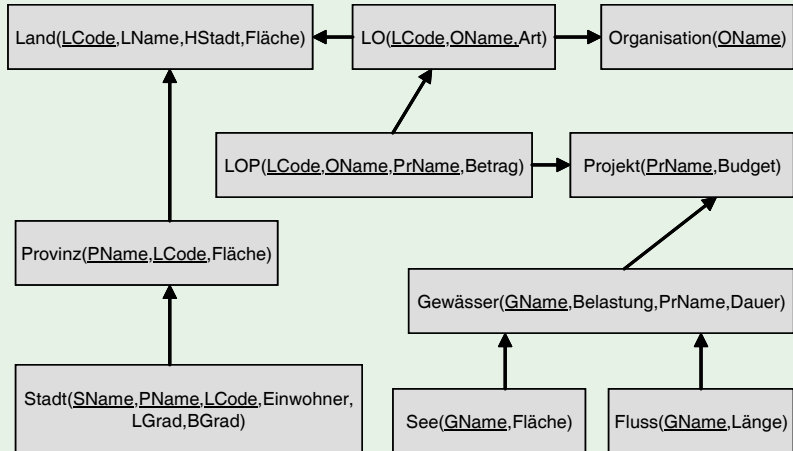 Land(LCode,LName,HStadt,Fläche)
LO(LCode,OName,Art)
Organisation(OName)
LOP(LCode,OName,PrName,Betrag)
Projekt(PrName,Budget)
Provinz(PName,LCode,Fläche)
Gewässer(GName,Belastung,PrName,Dauer)
Stadt(SName,PName,LCode,Einwohner,
LGrad,BGrad)
See(GName,Fläche)
Fluss(GName,Länge)